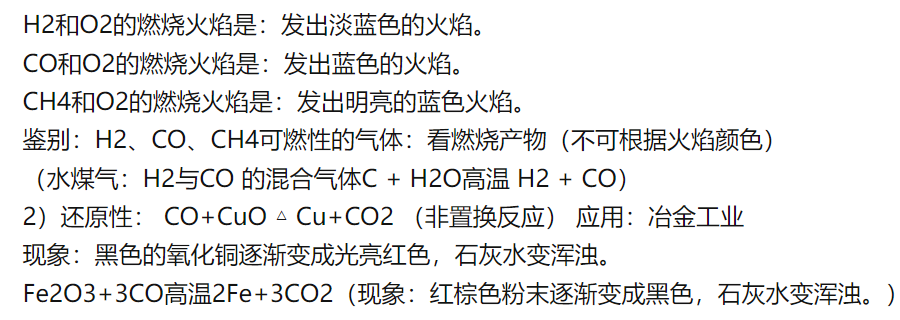 H2和O2的燃烧火焰是：发出淡蓝色的火焰。
CO和O2的燃烧火焰是：发出蓝色的火焰。
CH4和O2的燃烧火焰是：发出明亮的蓝色火焰。
鉴别：H2、CO、CH4可燃性的气体：看燃烧产物（不可根据火焰颜色）
（水煤气：H2与CO 的混合气体C + H2O高温 H2 + CO）
2）还原性： CO+CuO △ Cu+CO2 （非置换反应） 应用：冶金工业
现象：黑色的氧化铜逐渐变成光亮红色，石灰水变浑浊。
Fe2O3+3CO高温2Fe+3CO2（现象：红棕色粉末逐渐变成黑色，石灰水变浑浊。）